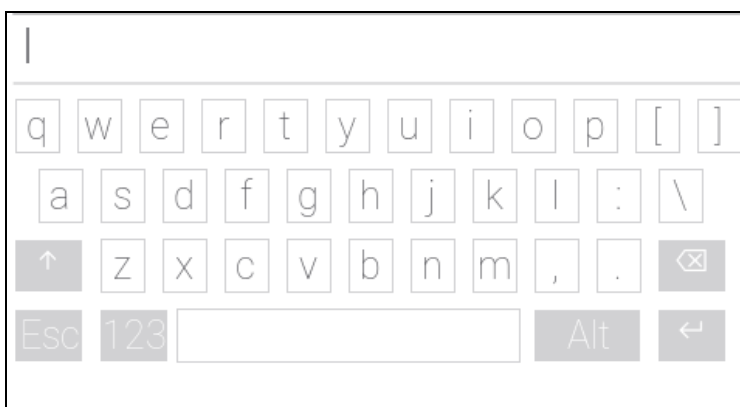 q w e r t y u i o p [ ]
a s d f g h j k l : \
↑ z x c v b n m , . ⌫
Esc 123 Alt ↵